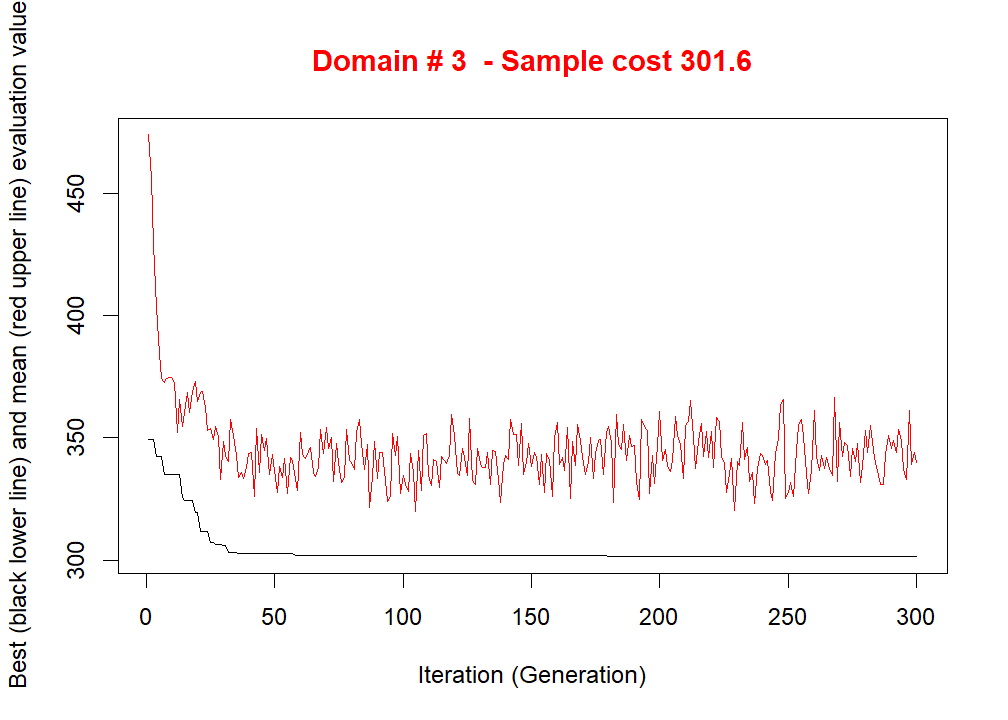 Domain # 3  - Sample cost 301.6
Best (black lower line) and mean (red upper line) evaluation value
450
400
350
300
0 50 100 150 200 250 300
Iteration (Generation)